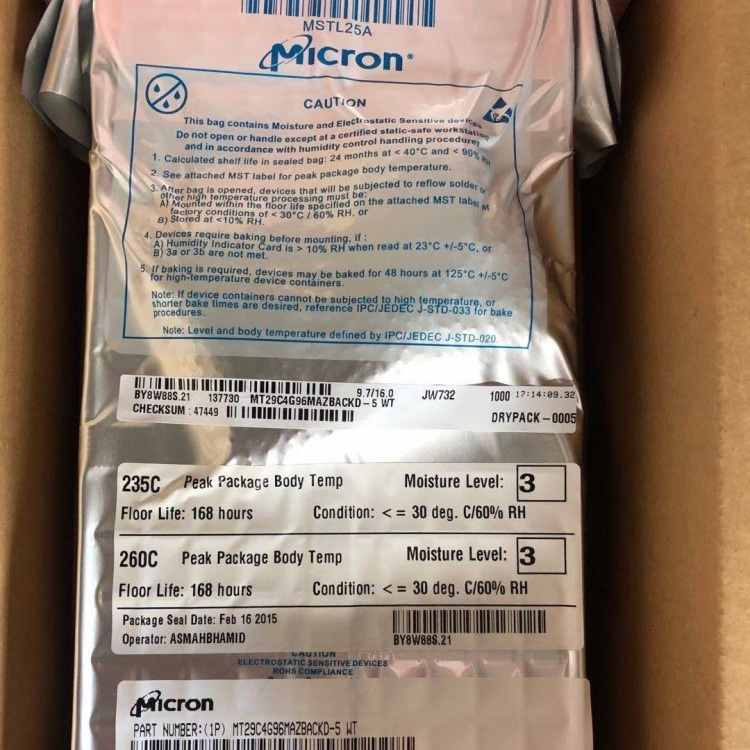 MSTL25A
Micron®
CAUTION
This bag contains Moisture and Electrostatic Sensitive devices
Do not open or handle except at a certified static-safe workstation
and in accordance with humidity control handling procedures
1. Calculated shelf life in sealed bag: 24 months at < 40°C and < 90% RH
2. See attached MST label for peak package body temperature.
3. After bag is opened, devices that will be subjected to reflow solder or
other high temperature processing must be:
A) Mounted within the floor life specified on the attached MST label at
factory conditions of < 30°C / 60% RH, or
B) Stored at <10% RH.
4. Devices require baking before mounting, if :
A) Humidity Indicator Card is > 10% RH when read at 23°C +/-5°C, or
B) 3a or 3b are not met.
5. If baking is required, devices may be baked for 48 hours at 125°C +/-5°C
for high-temperature device containers.
Note: If device containers cannot be subjected to high temperature, or
shorter bake times are desired, reference IPC/JEDEC J-STD-033 for bake
procedures.
Note: Level and body temperature defined by IPC/JEDEC J-STD-020
BY8W88S.21 137730 MT29C4G96MAZBACKD-5 WT 9.7/16.0 JW732 1000 17:14:09.32
CHECKSUM : 47449 DRYPACK-0005
235C Peak Package Body Temp Moisture Level: 3
Floor Life: 168 hours Condition: < = 30 deg. C/60% RH
260C Peak Package Body Temp Moisture Level: 3
Floor Life: 168 hours Condition: < = 30 deg. C/60% RH
Package Seal Date: Feb 16 2015
Operator: ASMAHBHAMID BY8W88S.21
CAUTION
ELECTROSTATIC SENSITIVE DEVICES
ROHS COMPLIANCE
Micron
PART NUMBER:(1P) MT29C4G96MAZBACKD-5 WT